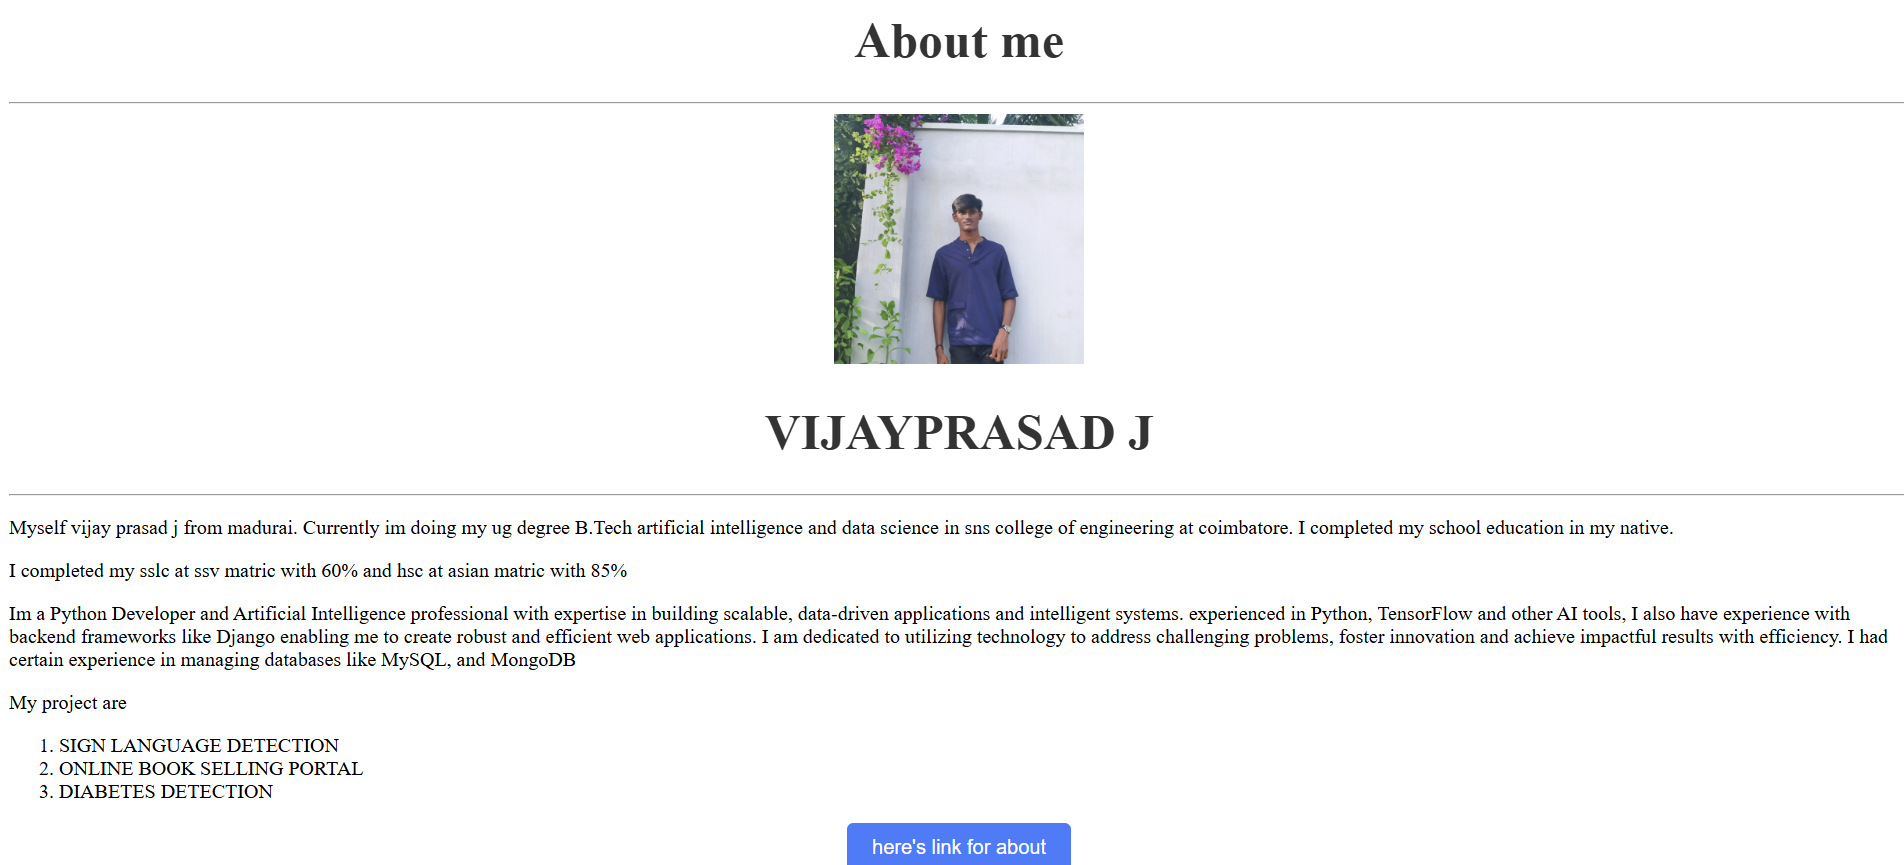 About me
VIJAYPRASAD J
Myself vijay prasad j from madurai. Currently im doing my ug degree B.Tech artificial intelligence and data science in sns college of engineering at coimbatore. I completed my school education in my native.
I completed my sslc at ssv matric with 60% and hsc at asian matric with 85%
Im a Python Developer and Artificial Intelligence professional with expertise in building scalable, data-driven applications and intelligent systems. experienced in Python, TensorFlow and other AI tools, I also have experience with
backend frameworks like Django enabling me to create robust and efficient web applications. I am dedicated to utilizing technology to address challenging problems, foster innovation and achieve impactful results with efficiency. I had
certain experience in managing databases like MySQL, and MongoDB
My project are
1. SIGN LANGUAGE DETECTION
2. ONLINE BOOK SELLING PORTAL
3. DIABETES DETECTION
here's link for about